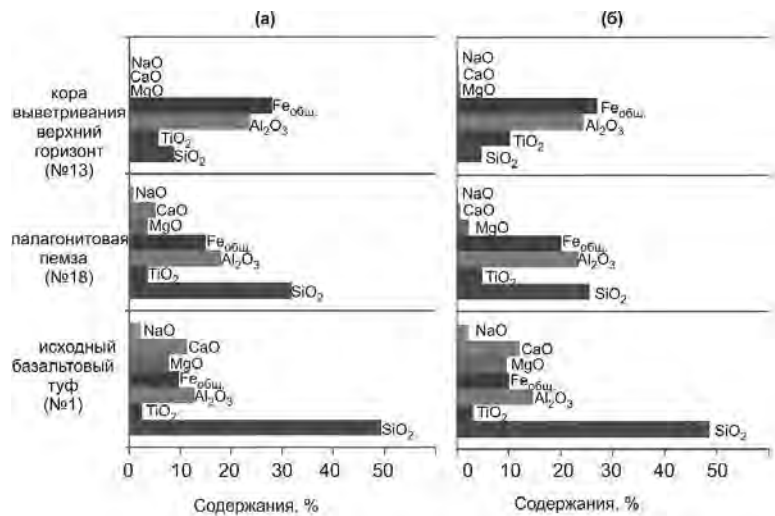 (а)
NaO
CaO
MgO
Feобщ.
Al2O3
TiO2
SiO2
NaO
CaO
MgO
Feобщ.
Al2O3
TiO2
SiO2
NaO
CaO
MgO
Feобщ.
Al2O3
TiO2
SiO2
0 10 20 30 40 50
Содержания, %
(б)
NaO
CaO
MgO
Feобщ.
Al2O3
TiO2
SiO2
NaO
CaO
MgO
Feобщ.
Al2O3
TiO2
SiO2
NaO
CaO
MgO
Feобщ.
Al2O3
TiO2
SiO2
0 10 20 30 40 50
Содержания, %
кора
выветривания
верхний
горизонт
(№13)
палагонитовая
пемза
(№18)
исходный
базальтовый
туф
(№1)